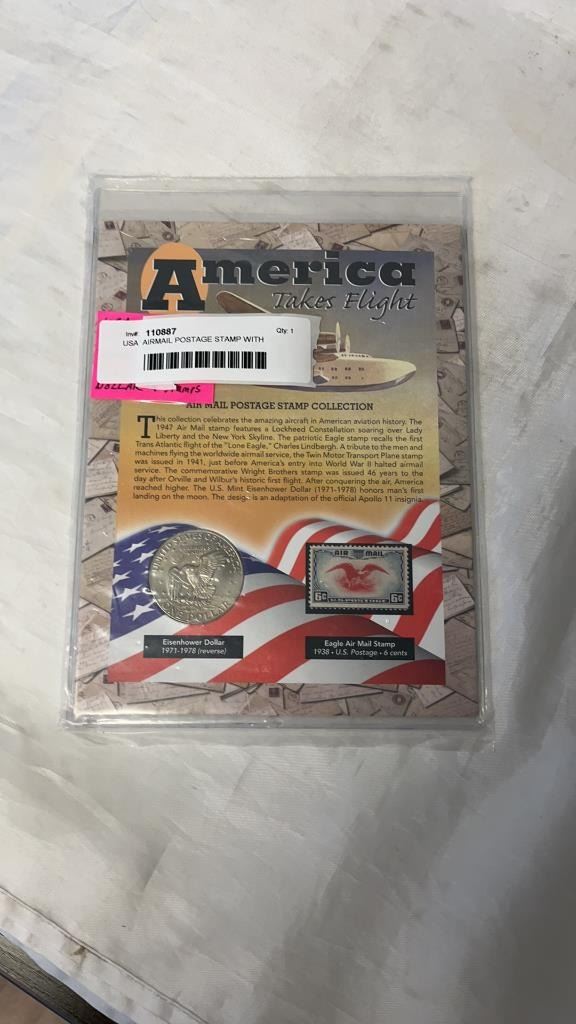 America
Takes Flight
Inv#: 110887 Qty: 1
USA AIRMAIL POSTAGE STAMP WITH
AIR MAIL POSTAGE STAMP COLLECTION
This collection celebrates the amazing aircraft in American aviation history. The
1947 Air Mail stamp features a Lockheed Constellation soaring over Lady
Liberty and the New York Skyline. The patriotic Eagle stamp recalls the first
Trans Atlantic flight of the "Lone Eagle," Charles Lindbergh. A tribute to the men and
machines flying the worldwide airmail service, the Twin Motor Transport Plane stamp
was issued in 1941, just before America's entry into World War II halted airmail
service. The commemorative Wright Brothers stamp was issued 46 years to the
day after Orville and Wilbur's historic first flight. After conquering the air, America
reached higher. The U.S. Mint Eisenhower Dollar (1971-1978) honors man's first
landing on the moon. The design is an adaptation of the official Apollo 11 insignia.
AIR MAIL
6¢ U.S. POSTAGE 6¢
Eisenhower Dollar
1971-1978 (reverse)
Eagle Air Mail Stamp
1938 • U.S. Postage • 6 cents